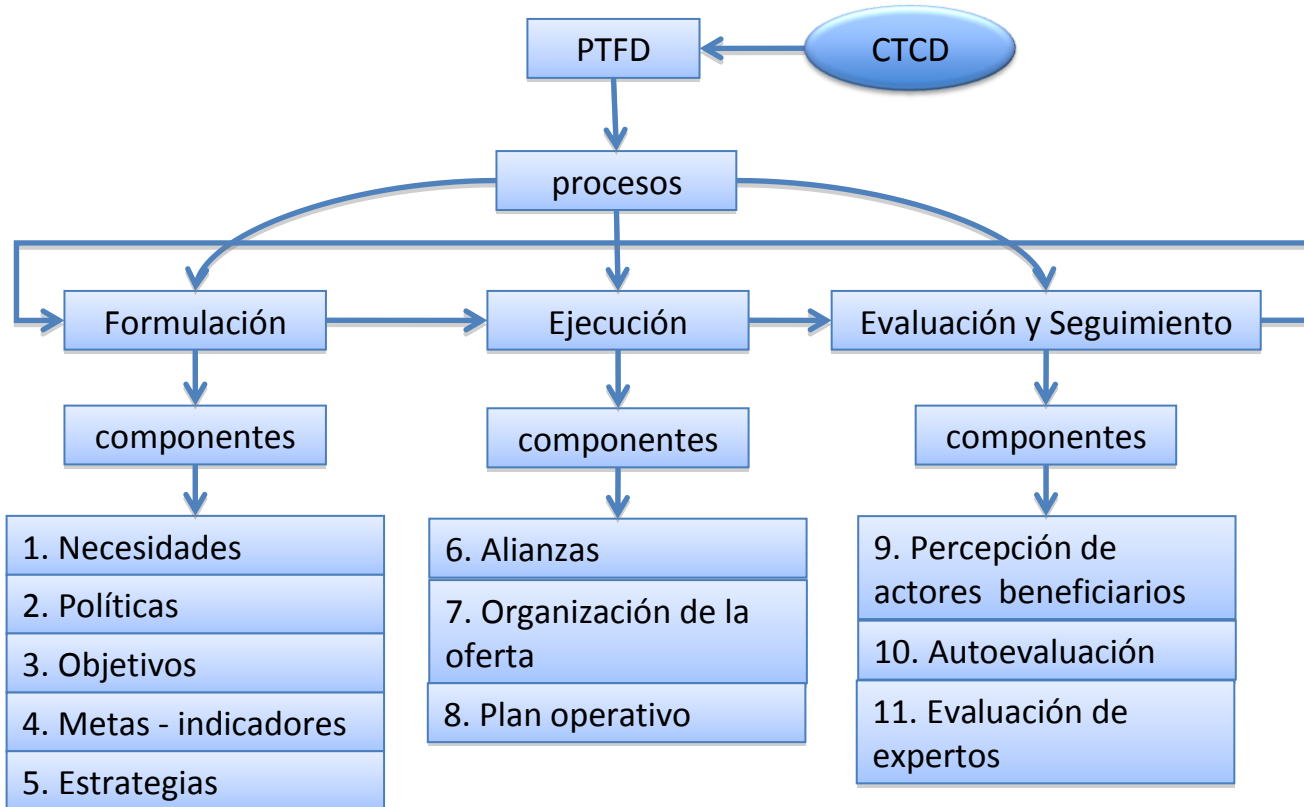 PTFD
CTCD
procesos
Formulación
Ejecución
Evaluación y Seguimiento
componentes
componentes
componentes
1. Necesidades
2. Políticas
3. Objetivos
4. Metas - indicadores
5. Estrategias
6. Alianzas
7. Organización de la
oferta
8. Plan operativo
9. Percepción de
actores  beneficiarios
10. Autoevaluación
11. Evaluación de
expertos